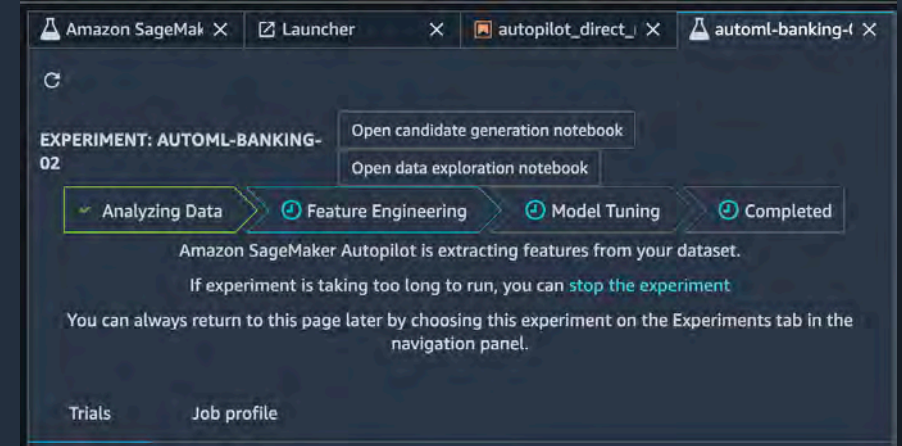 Amazon SageMak
Launcher
autopilot_direct_
automl-banking-
EXPERIMENT: AUTOML-BANKING-
02
Open candidate generation notebook
Open data exploration notebook
Analyzing Data
Feature Engineering
Model Tuning
Completed
Amazon SageMaker Autopilot is extracting features from your dataset.
If experiment is taking too long to run, you can stop the experiment
You can always return to this page later by choosing this experiment on the Experiments tab in the
navigation panel.
Trials
Job profile